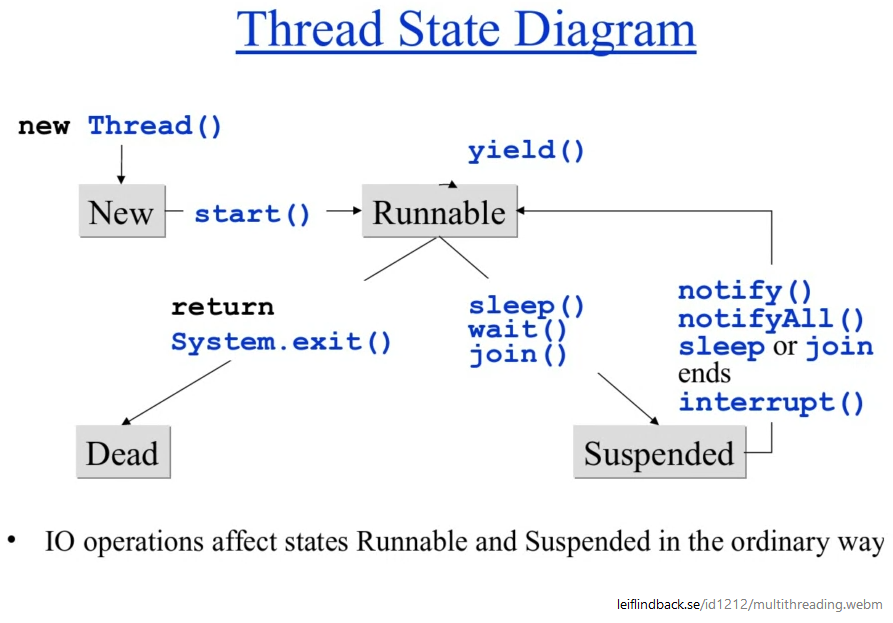 Thread State Diagram
new Thread()
yield()
New
start()
Runnable
return
System.exit()
sleep()
wait()
join()
notify()
notifyAll()
sleep or join
ends
interrupt()
Dead
Suspended
• IO operations affect states Runnable and Suspended in the ordinary way
leiflindback.se/id1212/multithreading.webm